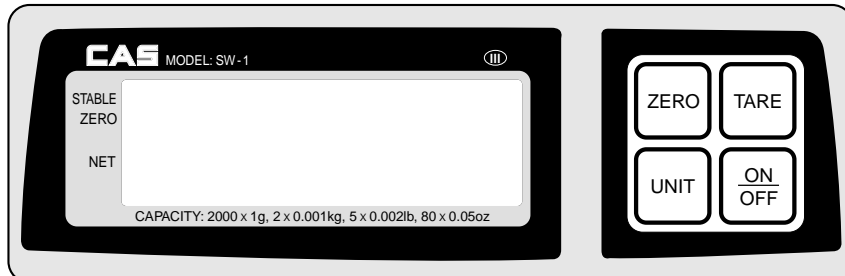 CAS MODEL: SW-1 III
STABLE
ZERO
NET
CAPACITY: 2000 x 1g, 2 x 0.001kg, 5 x 0.002lb, 80 x 0.05oz
ZERO TARE
UNIT ON
OFF